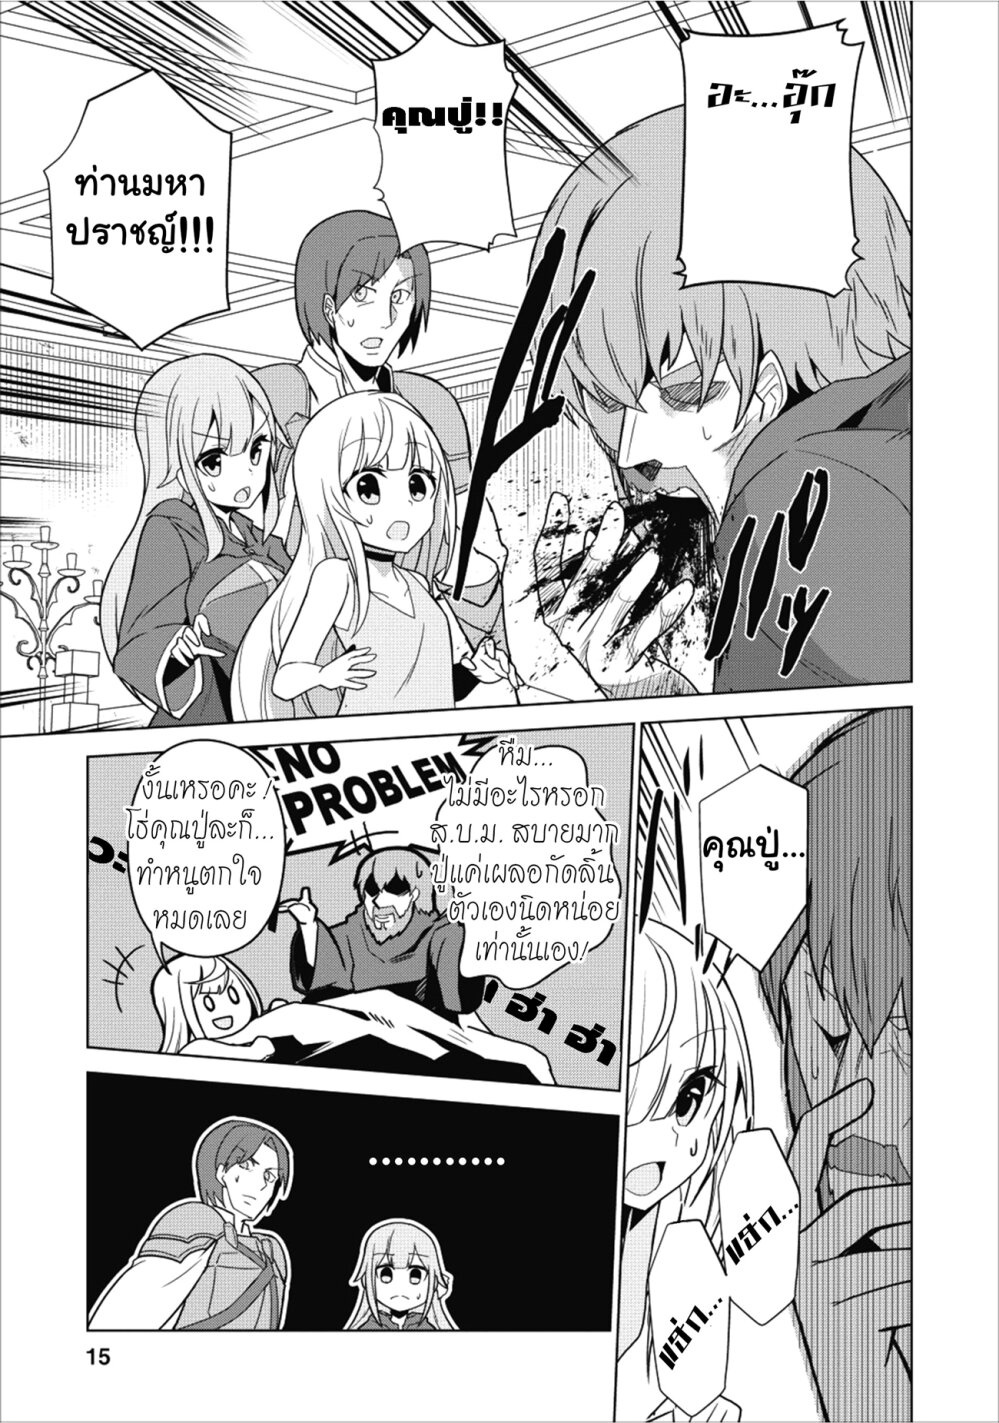 อะ...อุ๊ก
คุณปู่!!
ท่านมหา
ปราชญ์!!!
คุณปู่...
แฮ่ก...
แฮ่ก...
NO
PROBLEM
หืม...
ไม่มีอะไรหรอก
ส.บ.ม. สบายมาก
ปู่แค่เผลอกัดลิ้น
ตัวเองนิดหน่อย
เท่านั้นเอง!
งั้นเหรอคะ!
โธ่คุณปู่ละก็...
ทำหนูตกใจ
หมดเลย
ฮ่า ฮ่า
............
15